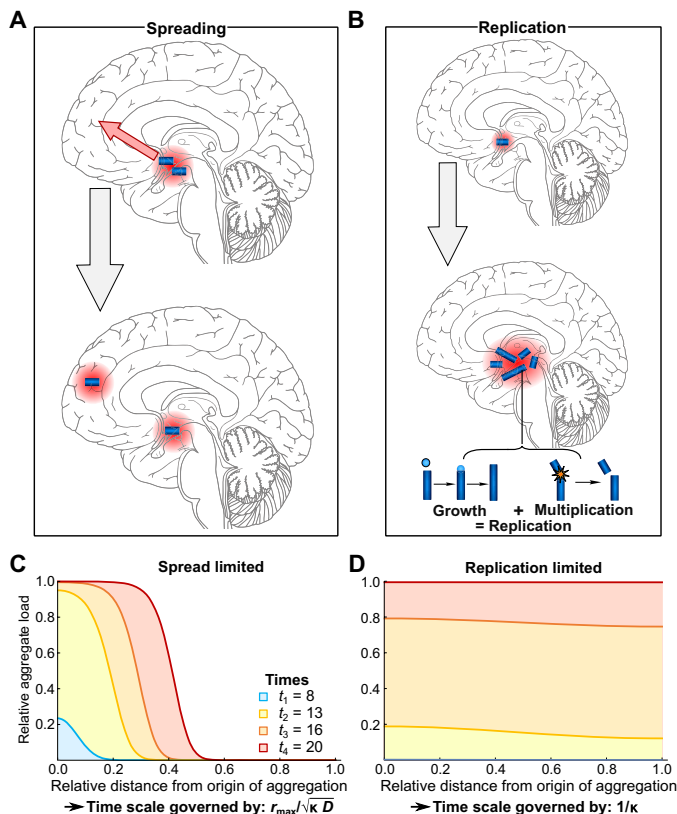 A
Spreading
B
Replication
Growth + Multiplication
= Replication
C
Spread limited
Relative aggregate load
1.0
0.8
0.6
0.4
0.2
Times
t₁ = 8
t₂ = 13
t₃ = 16
t₄ = 20
0.0 0.2 0.4 0.6 0.8 1.0
Relative distance from origin of aggregation
→ Time scale governed by: r_max/√κ D
D
Replication limited
1.0
0.8
0.6
0.4
0.2
0.0 0.2 0.4 0.6 0.8 1.0
Relative distance from origin of aggregation
→ Time scale governed by: 1/κ